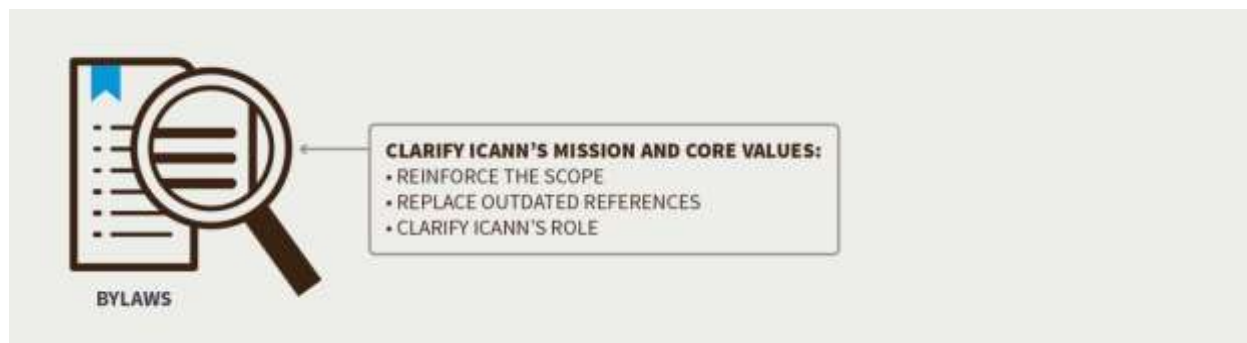 CLARIFY ICANN'S MISSION AND CORE VALUES:
• REINFORCE THE SCOPE
• REPLACE OUTDATED REFERENCES
• CLARIFY ICANN'S ROLE
BYLAWS